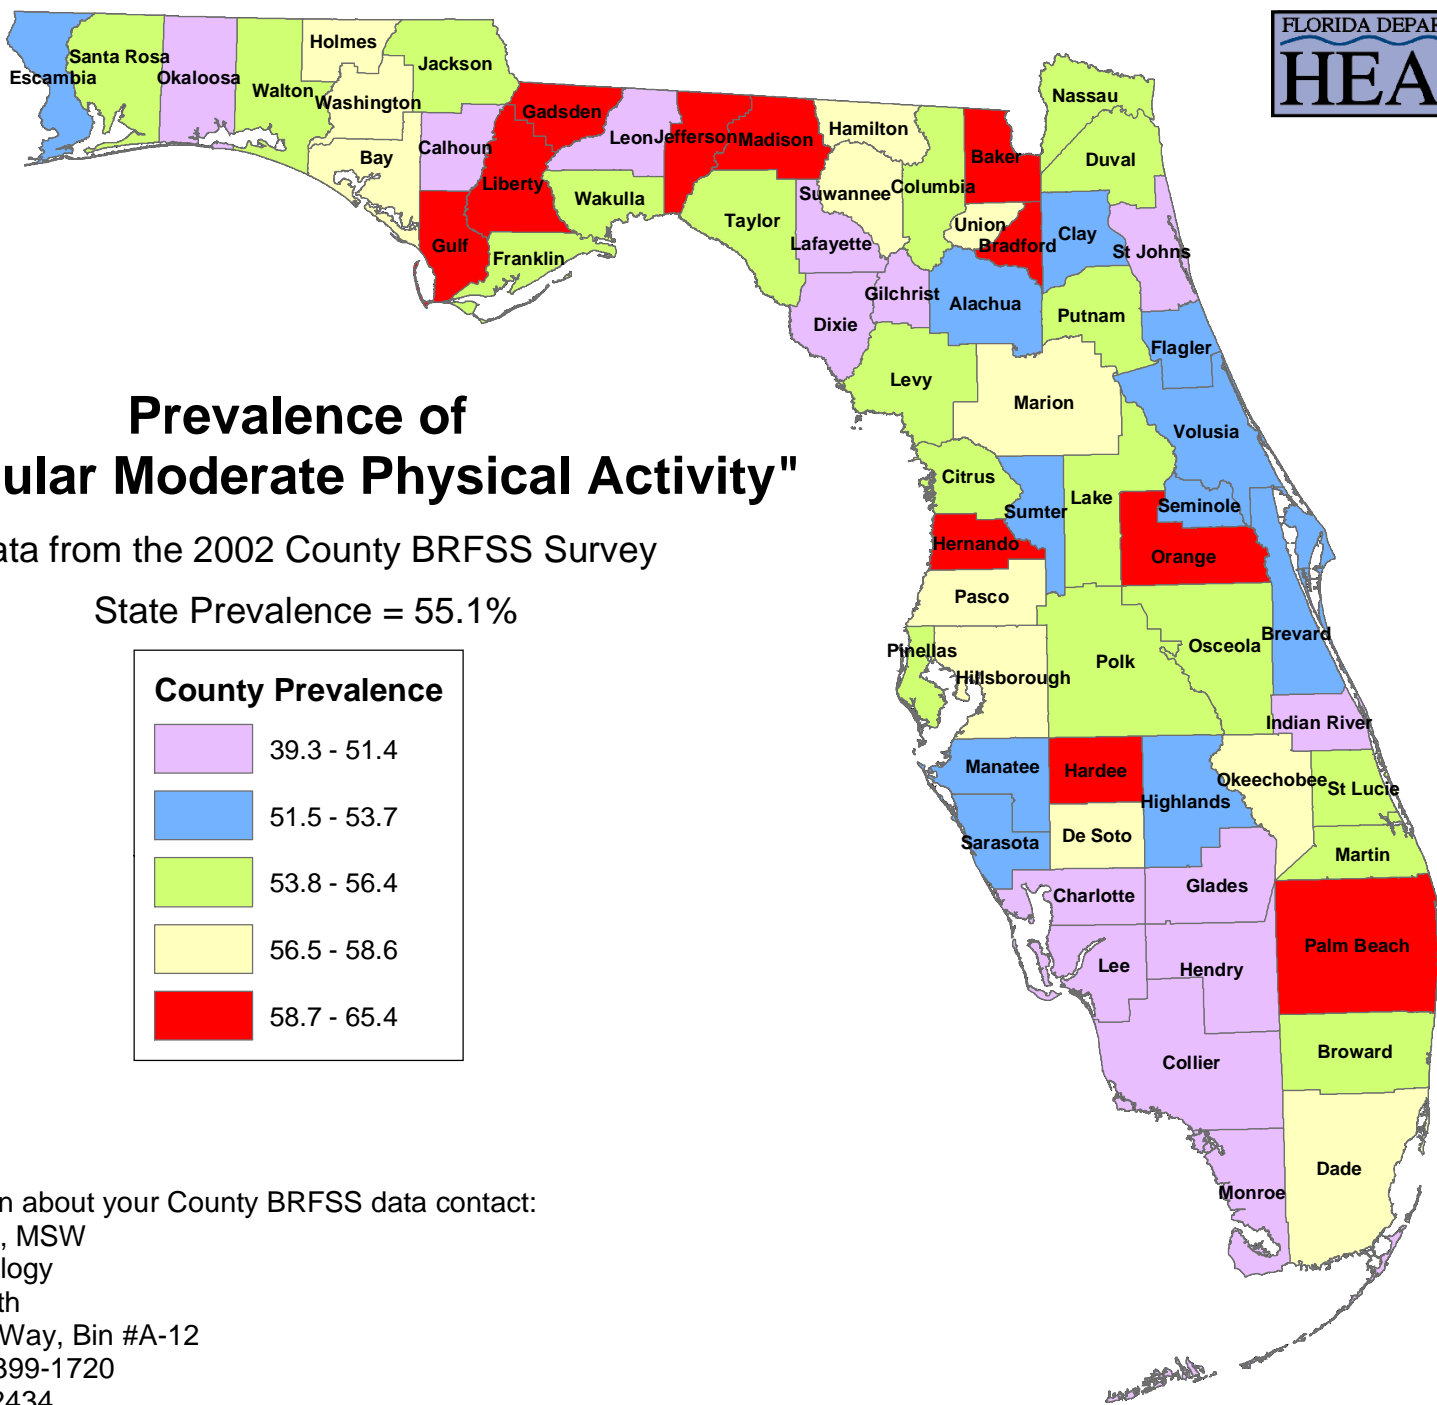 FLORIDA DEPAR
HEA
Holmes
Santa Rosa
Jackson
Escambia
Okaloosa
Walton
Washington
Nassau
Gadsden
Hamilton
Leon
Jefferson
Madison
Calhoun
Bay
Baker
Duval
Liberty
Wakulla
Suwannee
Columbia
Taylor
Union
Clay
Gulf
Franklin
Lafayette
Bradford
St Johns
Gilchrist
Alachua
Dixie
Putnam
Flagler
Levy
Marion
Volusia
Prevalence of
ular Moderate Physical Activity"
ata from the 2002 County BRFSS Survey
State Prevalence = 55.1%
Citrus
Sumter
Lake
Seminole
Hernando
Orange
Pasco
Brevard
Pinellas
Hillsborough
Polk
Osceola
Indian River
Manatee
Hardee
Highlands
Okeechobee
St Lucie
Sarasota
De Soto
Martin
Charlotte
Glades
Lee
Hendry
Palm Beach
Collier
Broward
Dade
Monroe
County Prevalence
39.3 - 51.4
51.5 - 53.7
53.8 - 56.4
56.5 - 58.6
58.7 - 65.4
n about your County BRFSS data contact:
, MSW
logy
th
Way, Bin #A-12
399-1720
2434